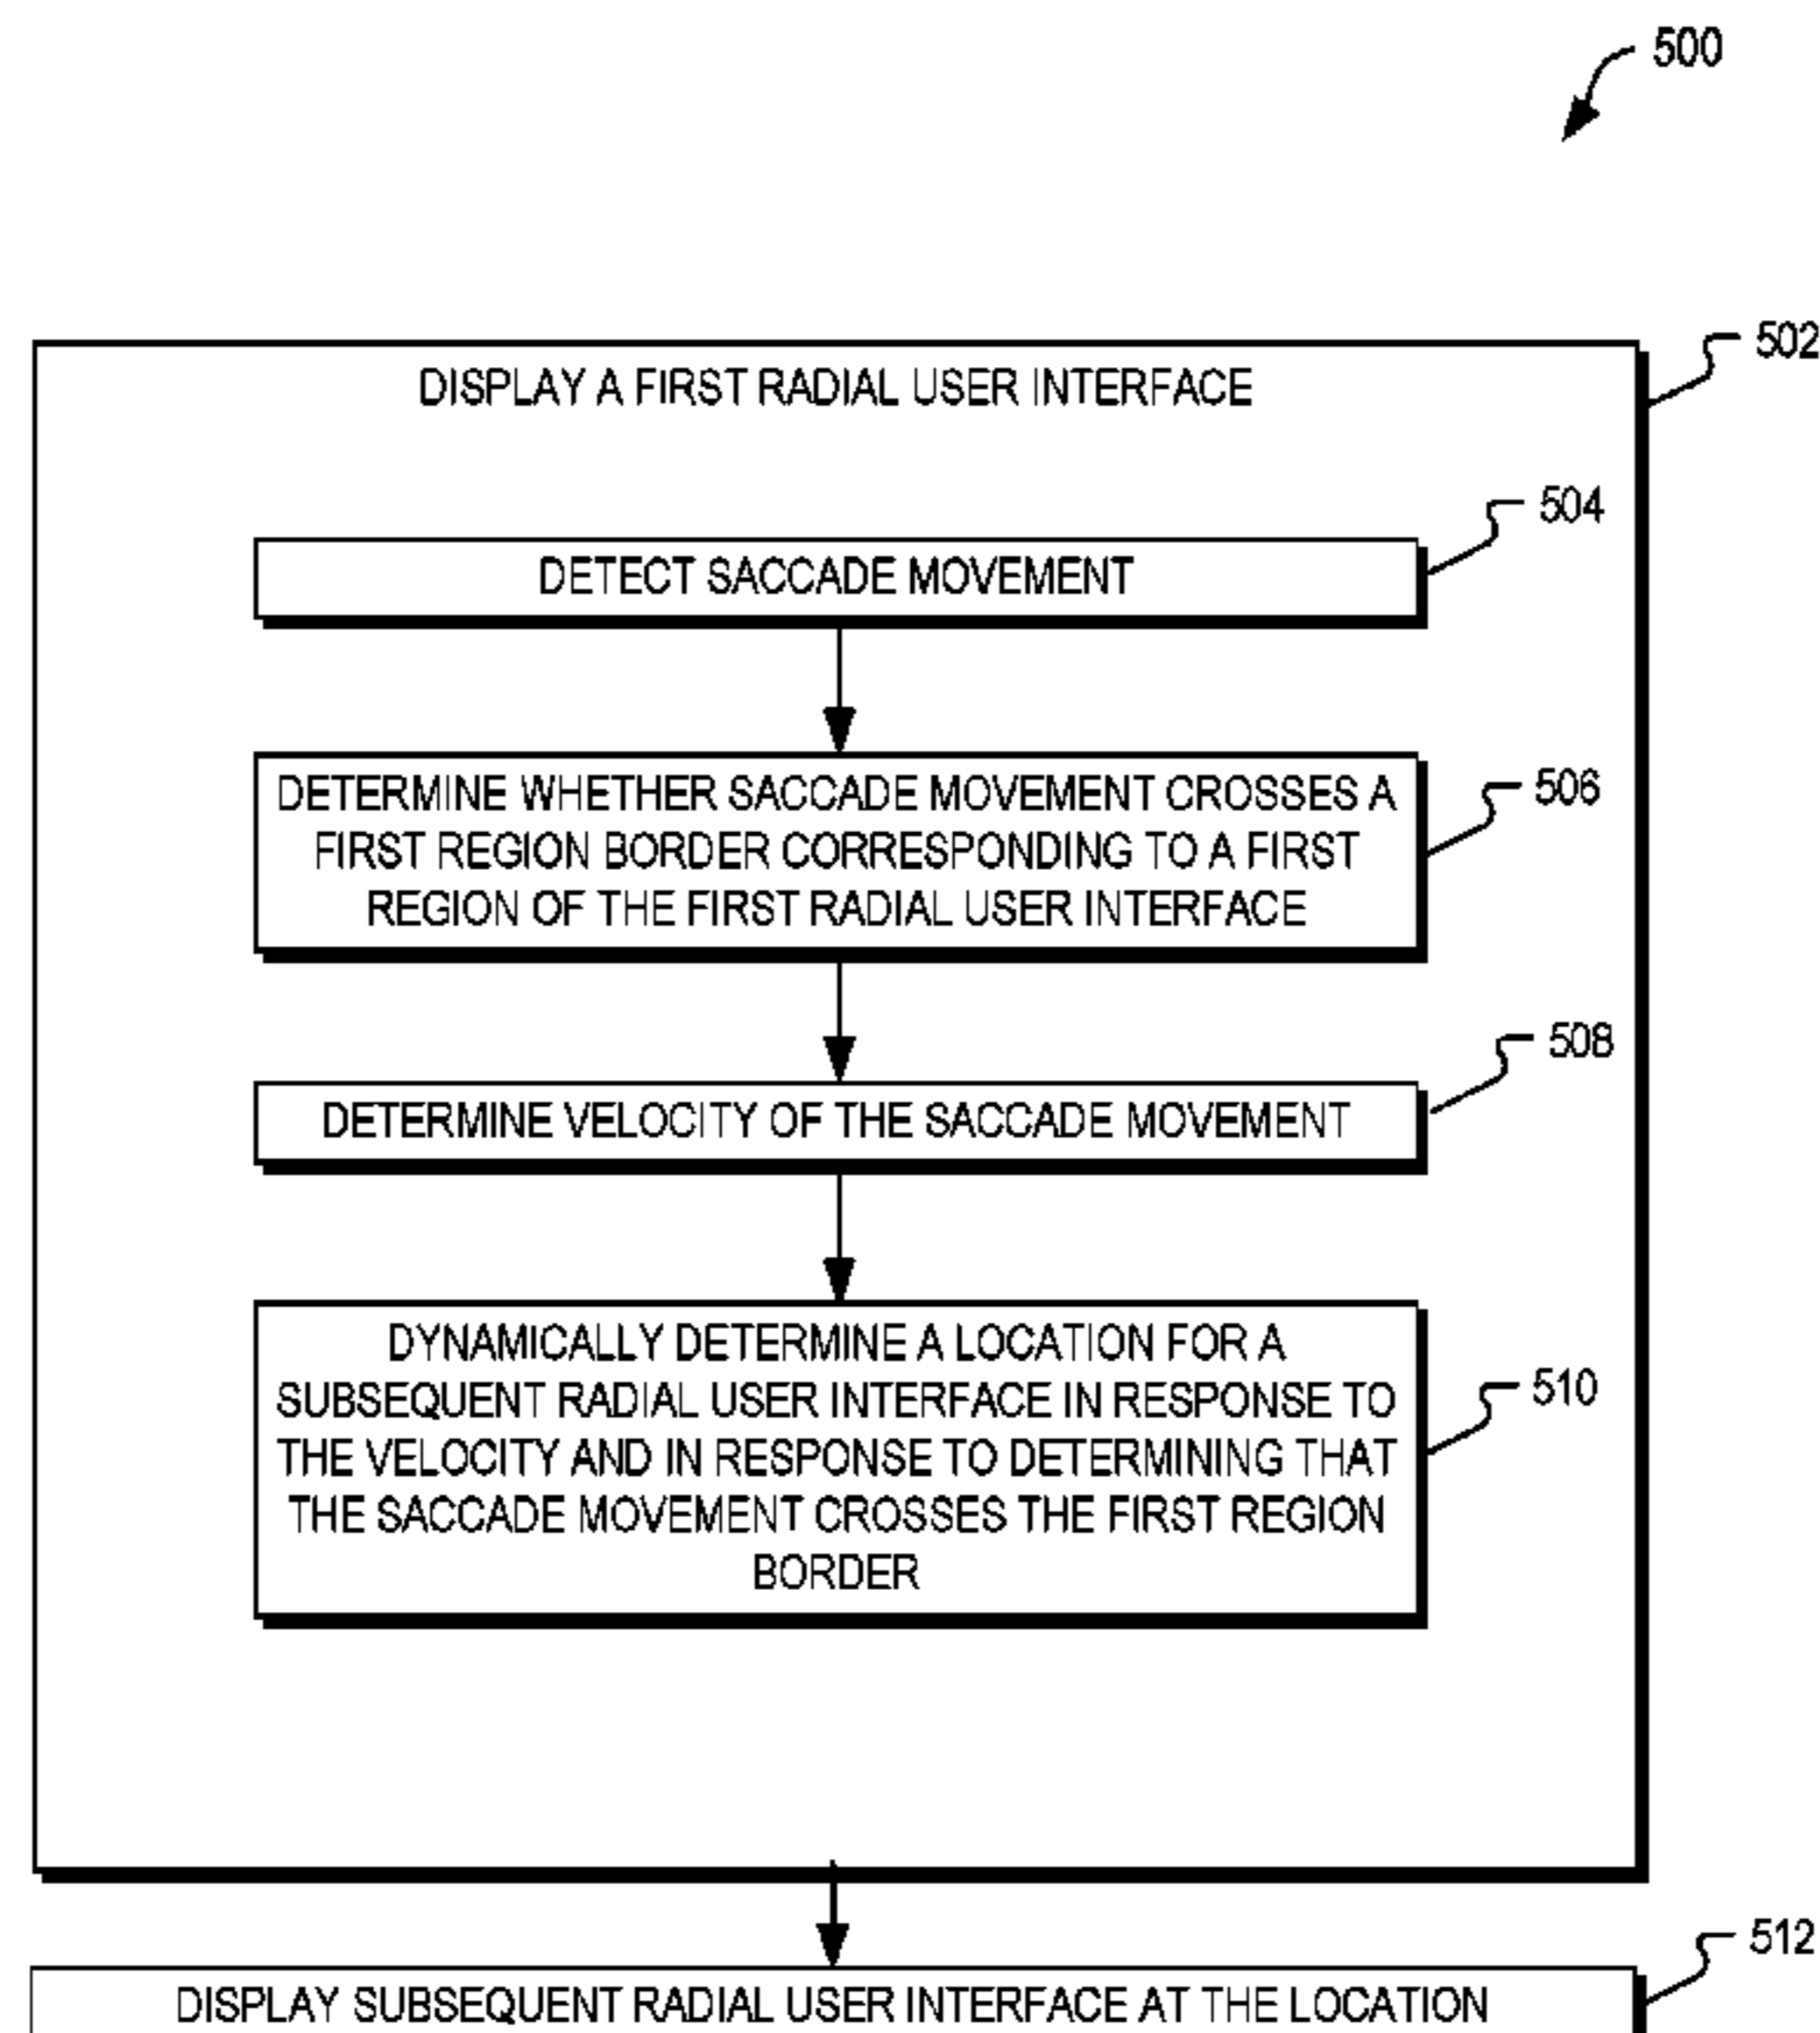 500
502
DISPLAY A FIRST RADIAL USER INTERFACE
504
DETECT SACCADE MOVEMENT
506
DETERMINE WHETHER SACCADE MOVEMENT CROSSES A
FIRST REGION BORDER CORRESPONDING TO A FIRST
REGION OF THE FIRST RADIAL USER INTERFACE
508
DETERMINE VELOCITY OF THE SACCADE MOVEMENT
510
DYNAMICALLY DETERMINE A LOCATION FOR A
SUBSEQUENT RADIAL USER INTERFACE IN RESPONSE TO
THE VELOCITY AND IN RESPONSE TO DETERMINING THAT
THE SACCADE MOVEMENT CROSSES THE FIRST REGION
BORDER
512
DISPLAY SUBSEQUENT RADIAL USER INTERFACE AT THE LOCATION